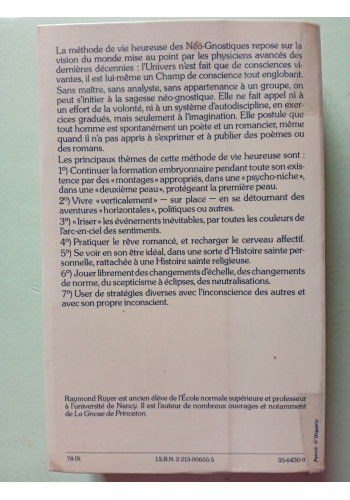 La méthode de vie heureuse des Néo-Gnostiques repose sur la
vision du monde mise au point par les physiciens avancés des
dernières décennies : l'Univers n'est fait que de consciences vi-
vantes, il est lui-même un Champ de conscience tout englobant.
Sans maître, sans analyste, sans appartenance à un groupe, on
peut s'initier à la sagesse néo-gnostique. Elle ne fait appel ni à
un effort de la volonté, ni à un système d'autodiscipline, en exer-
cices gradués, mais seulement à l'imagination. Elle postule que
tout homme est spontanément un poète et un romancier, même
quand il n'a pas appris à s'exprimer et à publier des poèmes ou
des romans.
Les principaux thèmes de cette méthode de vie heureuse sont :
1º) Continuer la formation embryonnaire pendant toute son exis-
tence par des « montages » appropriés, dans une « psycho-niche »,
dans une « deuxième peau », protégeant la première peau.
2º) Vivre « verticalement » — sur place — en se détournant des
aventures « horizontales », politiques ou autres.
3º) « Iriser » les événements inévitables, par toutes les couleurs de
l'arc-en-ciel des sentiments.
4º) Pratiquer le rêve romancé, et recharger le cerveau affectif.
5º) Se voir en son être idéal, dans une sorte d'Histoire sainte per-
sonnelle, rattachée à une Histoire sainte religieuse.
6º) Jouer librement des changements d'échelle, des changements
de norme, du scepticisme à éclipses, des neutralisations.
7º) User de stratégies diverses avec l'inconscience des autres et
avec son propre inconscient.
Raymond Ruyer est ancien élève de l'École normale supérieure et professeur
à l'université de Nancy. Il est l'auteur de nombreux ouvrages et notamment
de La Gnose de Princeton.
78-IX
I.S.B.N. 2-213-00655-5
35-6430-9